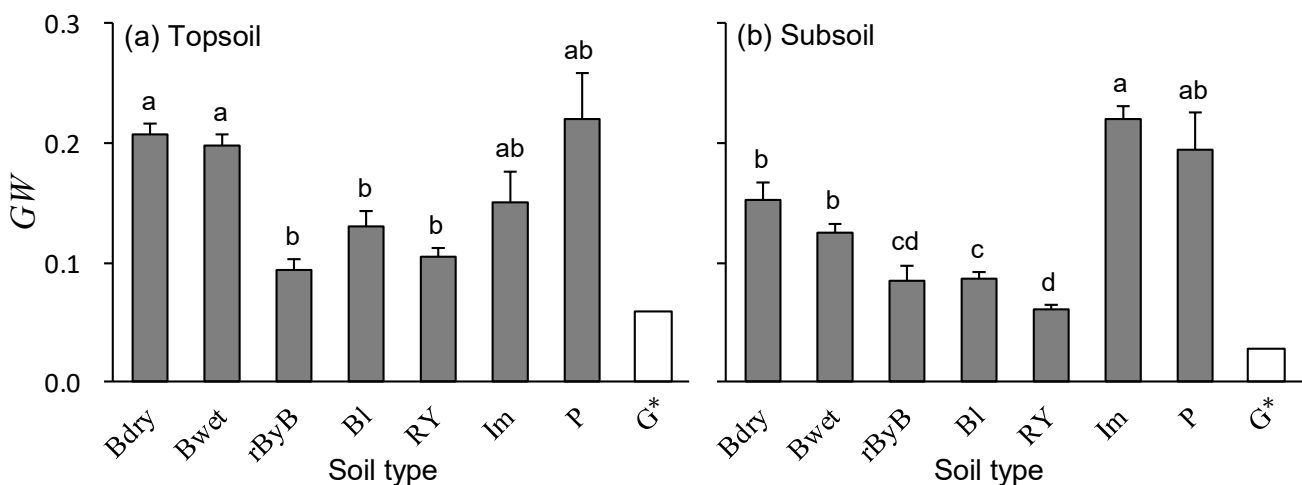 (a) Topsoil
GW
0.3
0.2
0.1
0.0
a
a
b
b
b
ab
ab
Bdry
Bwet
rByB
Bl
RY
Im
P
G*
Soil type
(b) Subsoil
b
b
cd
c
d
a
ab
Bdry
Bwet
rByB
Bl
RY
Im
P
G*
Soil type